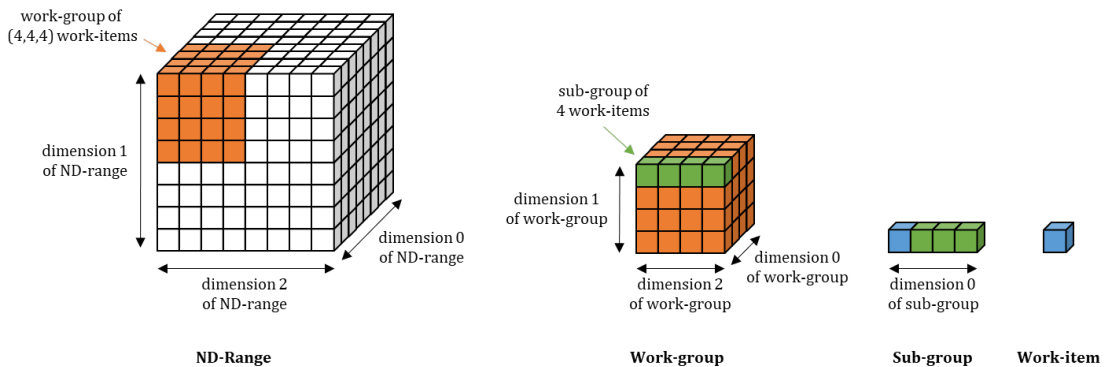 work-group of
(4,4,4) work-items
dimension 1
of ND-range
dimension 0
of ND-range
dimension 2
of ND-range
ND-Range
sub-group of
4 work-items
dimension 1
of work-group
dimension 0
of work-group
dimension 2
of work-group
Work-group
dimension 0
of sub-group
Sub-group
Work-item